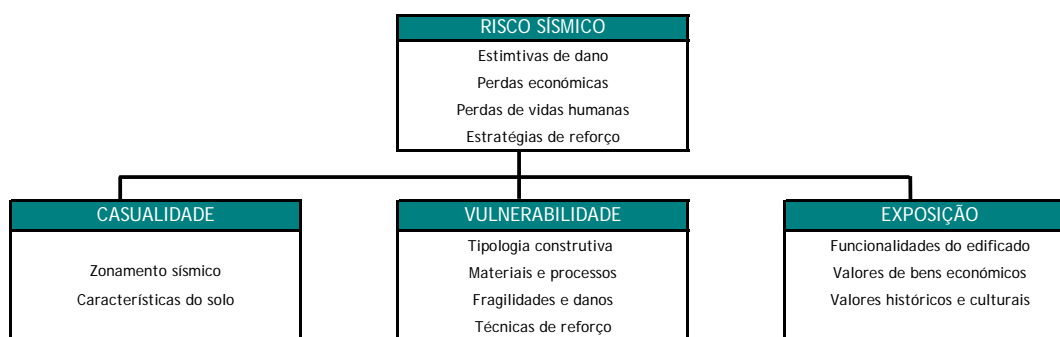 RISCO SÍSMICO
Estimtivas de dano
Perdas económicas
Perdas de vidas humanas
Estratégias de reforço
CASUALIDADE
Zonamento sísmico
Características do solo
VULNERABILIDADE
Tipologia construtiva
Materiais e processos
Fragilidades e danos
Técnicas de reforço
EXPOSIÇÃO
Funcionalidades do edificado
Valores de bens económicos
Valores históricos e culturais